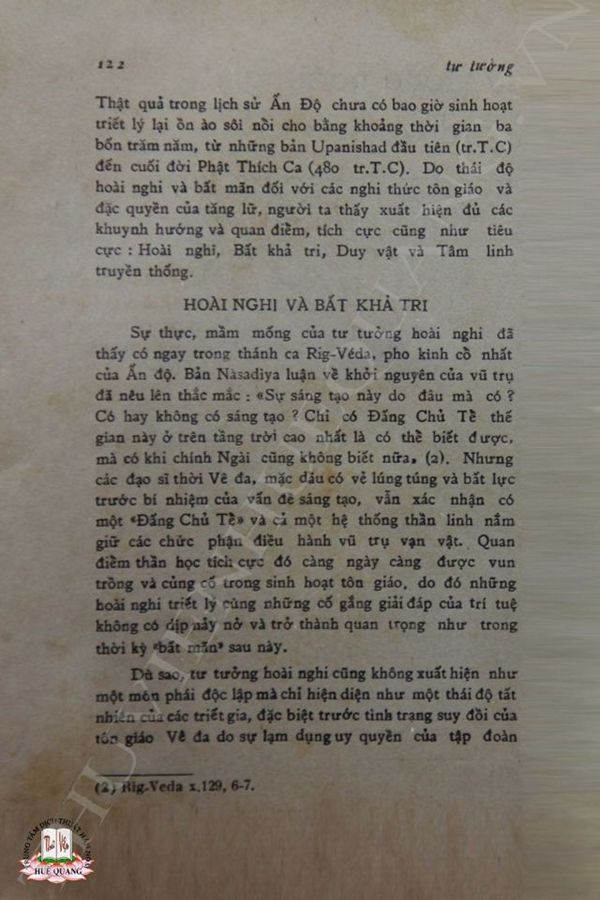 122 tư tưởng
Thật quả trong lịch sử Ấn Độ chưa có bao giờ sinh hoạt
triết lý lại ồn ào sôi nổi cho bằng khoảng thời gian ba
bốn trăm năm, từ những bản Upanishad đầu tiên (tr.T.C)
đến cuối đời Phật Thích Ca (480 tr.T.C). Do thái độ
hoài nghi và bất mãn đối với các nghi thức tôn giáo và
đặc quyền của tăng lữ, người ta thấy xuất hiện đủ các
khuynh hướng và quan điểm, tích cực cũng như tiêu
cực : Hoài nghi, Bất khả tri, Duy vật và Tâm linh
truyền thống.
HOÀI NGHI VÀ BẤT KHẢ TRI
Sự thực, mầm mống của tư tưởng hoài nghi đã
thấy có ngay trong thánh ca Rig-Véda, pho kinh cổ nhất
của Ấn độ. Bản Nàsadìya luận về khởi nguyên của vũ trụ
đã nêu lên thắc mắc : «Sự sáng tạo này do đâu mà có ?
Có hay không có sáng tạo ? Chỉ có Đấng Chủ Tể thế
gian này ở trên tầng trời cao nhất là có thể biết được,
mà có khi chính Ngài cũng không biết nữa, (2). Nhưng
các đạo sĩ thời Vê đa, mặc dầu có vẻ lúng túng và bất lực
trước bí nhiệm của vấn đề sáng tạo, vẫn xác nhận có
một «Đấng Chủ Tể» và cả một hệ thống thần linh nắm
giữ các chức phận điều hành vũ trụ vạn vật. Quan
điểm thần học tích cực đó càng ngày càng được vun
trồng và củng cố trong sinh hoạt tôn giáo, do đó những
hoài nghi triết lý cùng những cố gắng giải đáp của trí tuệ
không có dịp nảy nở và trở thành quan trọng như trong
thời kỳ «bất mãn» sau này.
Dù sao, tư tưởng hoài nghi cũng không xuất hiện như
một môn phái độc lập mà chỉ hiện diện như một thái độ tất
nhiên của các triết gia, đặc biệt trước tình trạng suy đồi của
tôn giáo Vê đa do sự lạm dụng uy quyền của tập đoàn
(2) Rig-Veda x.129, 6-7.
TRUNG TÂM DỊCH THUẬT HÁN NÔM
HUỆ QUANG